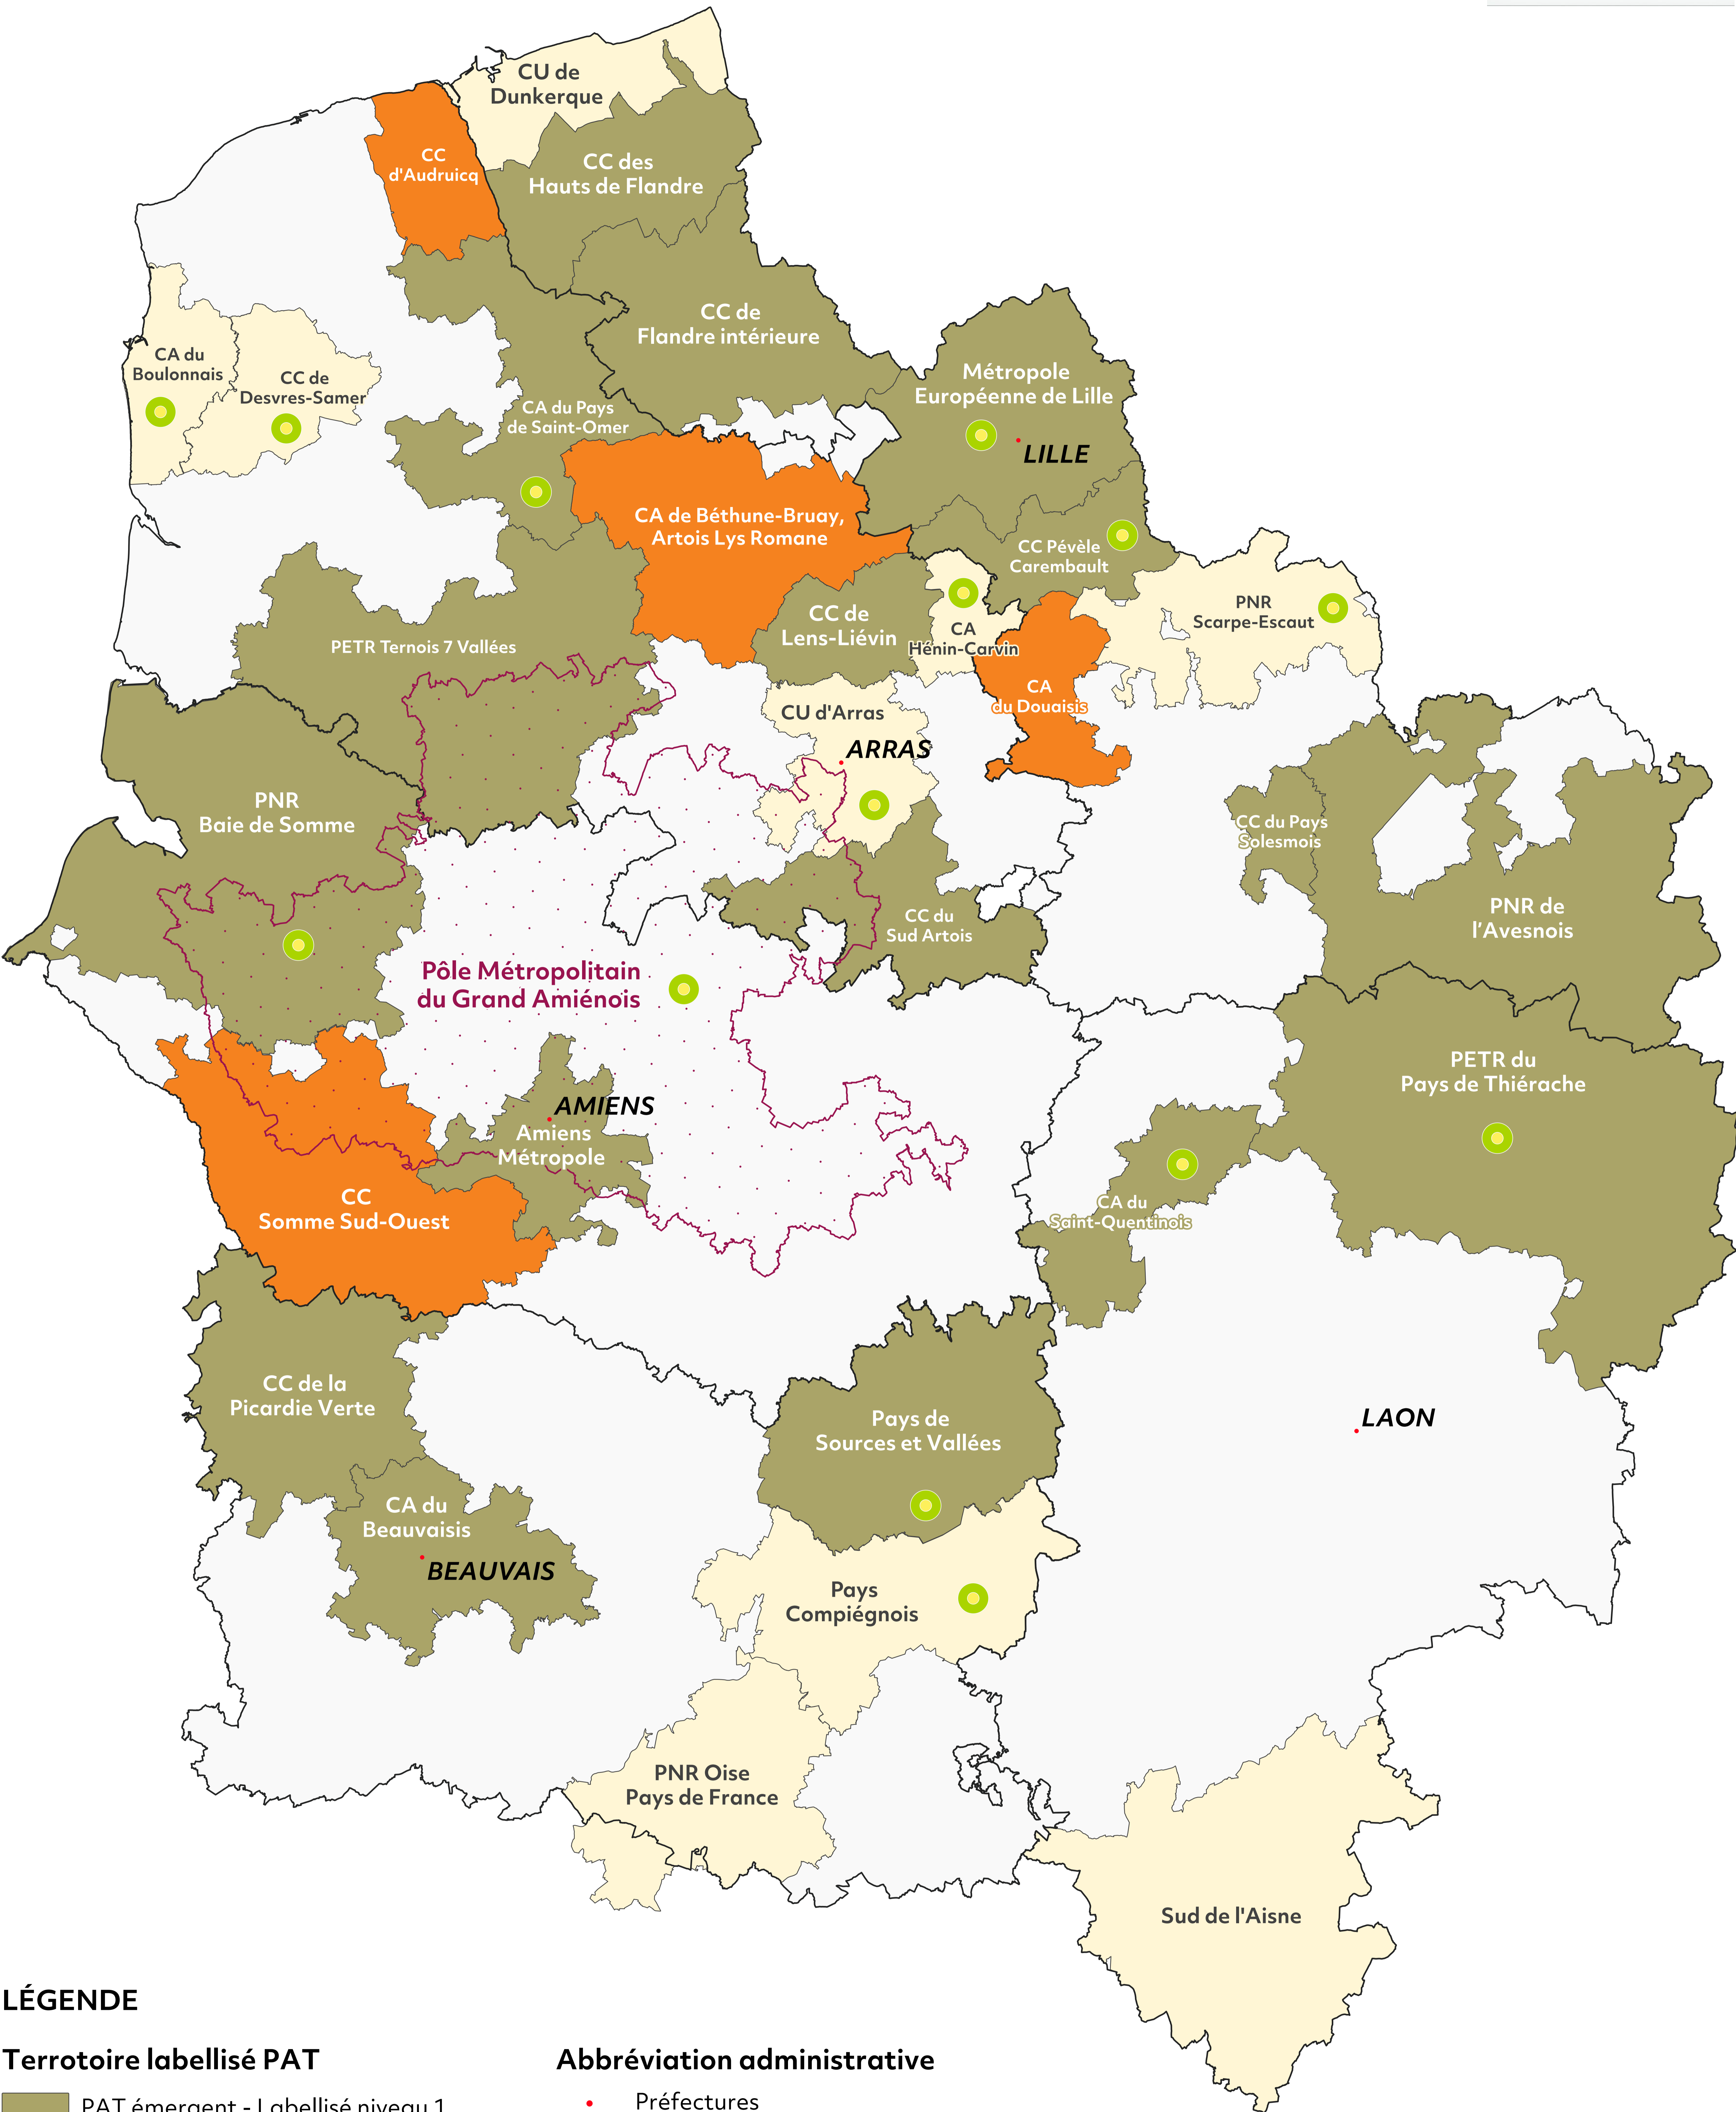 CU de
Dunkerque
CC
d'Audruicq
CC des
Hauts de Flandre
CC de
Flandre intérieure
CA du
Boulonnais
CC de
Desvres-Samer
Métropole
Européenne de Lille
CA du Pays
de Saint-Omer
LILLE
CA de Béthune-Bruay,
Artois Lys Romane
CC Pévèle
Carembault
PNR
Scarpe-Escaut
CC de
Lens-Liévin
CA
Hénin-Carvin
PETR Ternois 7 Vallées
CA
du Douaisis
CU d'Arras
ARRAS
PNR
Baie de Somme
CC du Pays
Solesmois
CC du
Sud Artois
PNR de
l'Avesnois
Pôle Métropolitain
du Grand Amiénois
PETR du
Pays de Thiérache
AMIENS
Amiens
Métropole
CC
Somme Sud-Ouest
CA du
Saint-Quentinois
CC de la
Picardie Verte
Pays de
Sources et Vallées
LAON
CA du
Beauvaisis
BEAUVAIS
Pays
Compiégnois
PNR Oise
Pays de France
Sud de l'Aisne
LÉGENDE
Terrotoire labellisé PAT
PAT émergent - Labellisé niveau 1
Abbréviation administrative
Préfectures